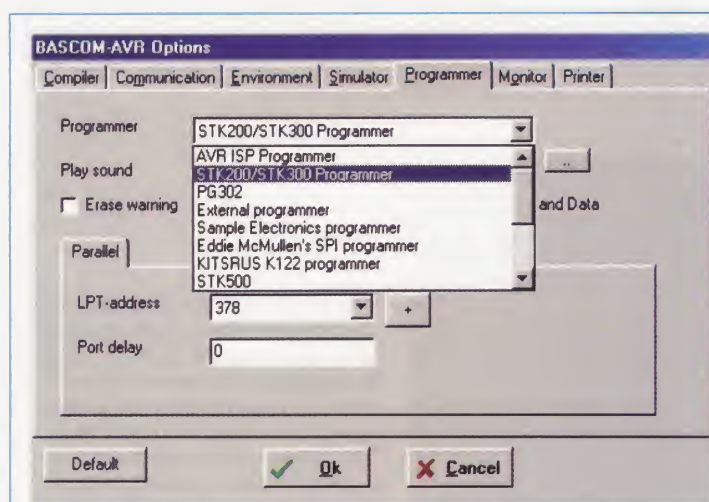 BASCOM-AVR Options
Compiler Communication Environment Simulator Programmer Monitor Printer
Programmer STK200/STK300 Programmer
AVR ISP Programmer
Play sound STK200/STK300 Programmer ..
PG302
Erase warning External programmer and Data
Sample Electronics programmer
Parallel Eddie McMullen's SPI programmer
KITSRUS K122 programmer
STK500
LPT-address 378 +
Port delay 0
Default Ok Cancel